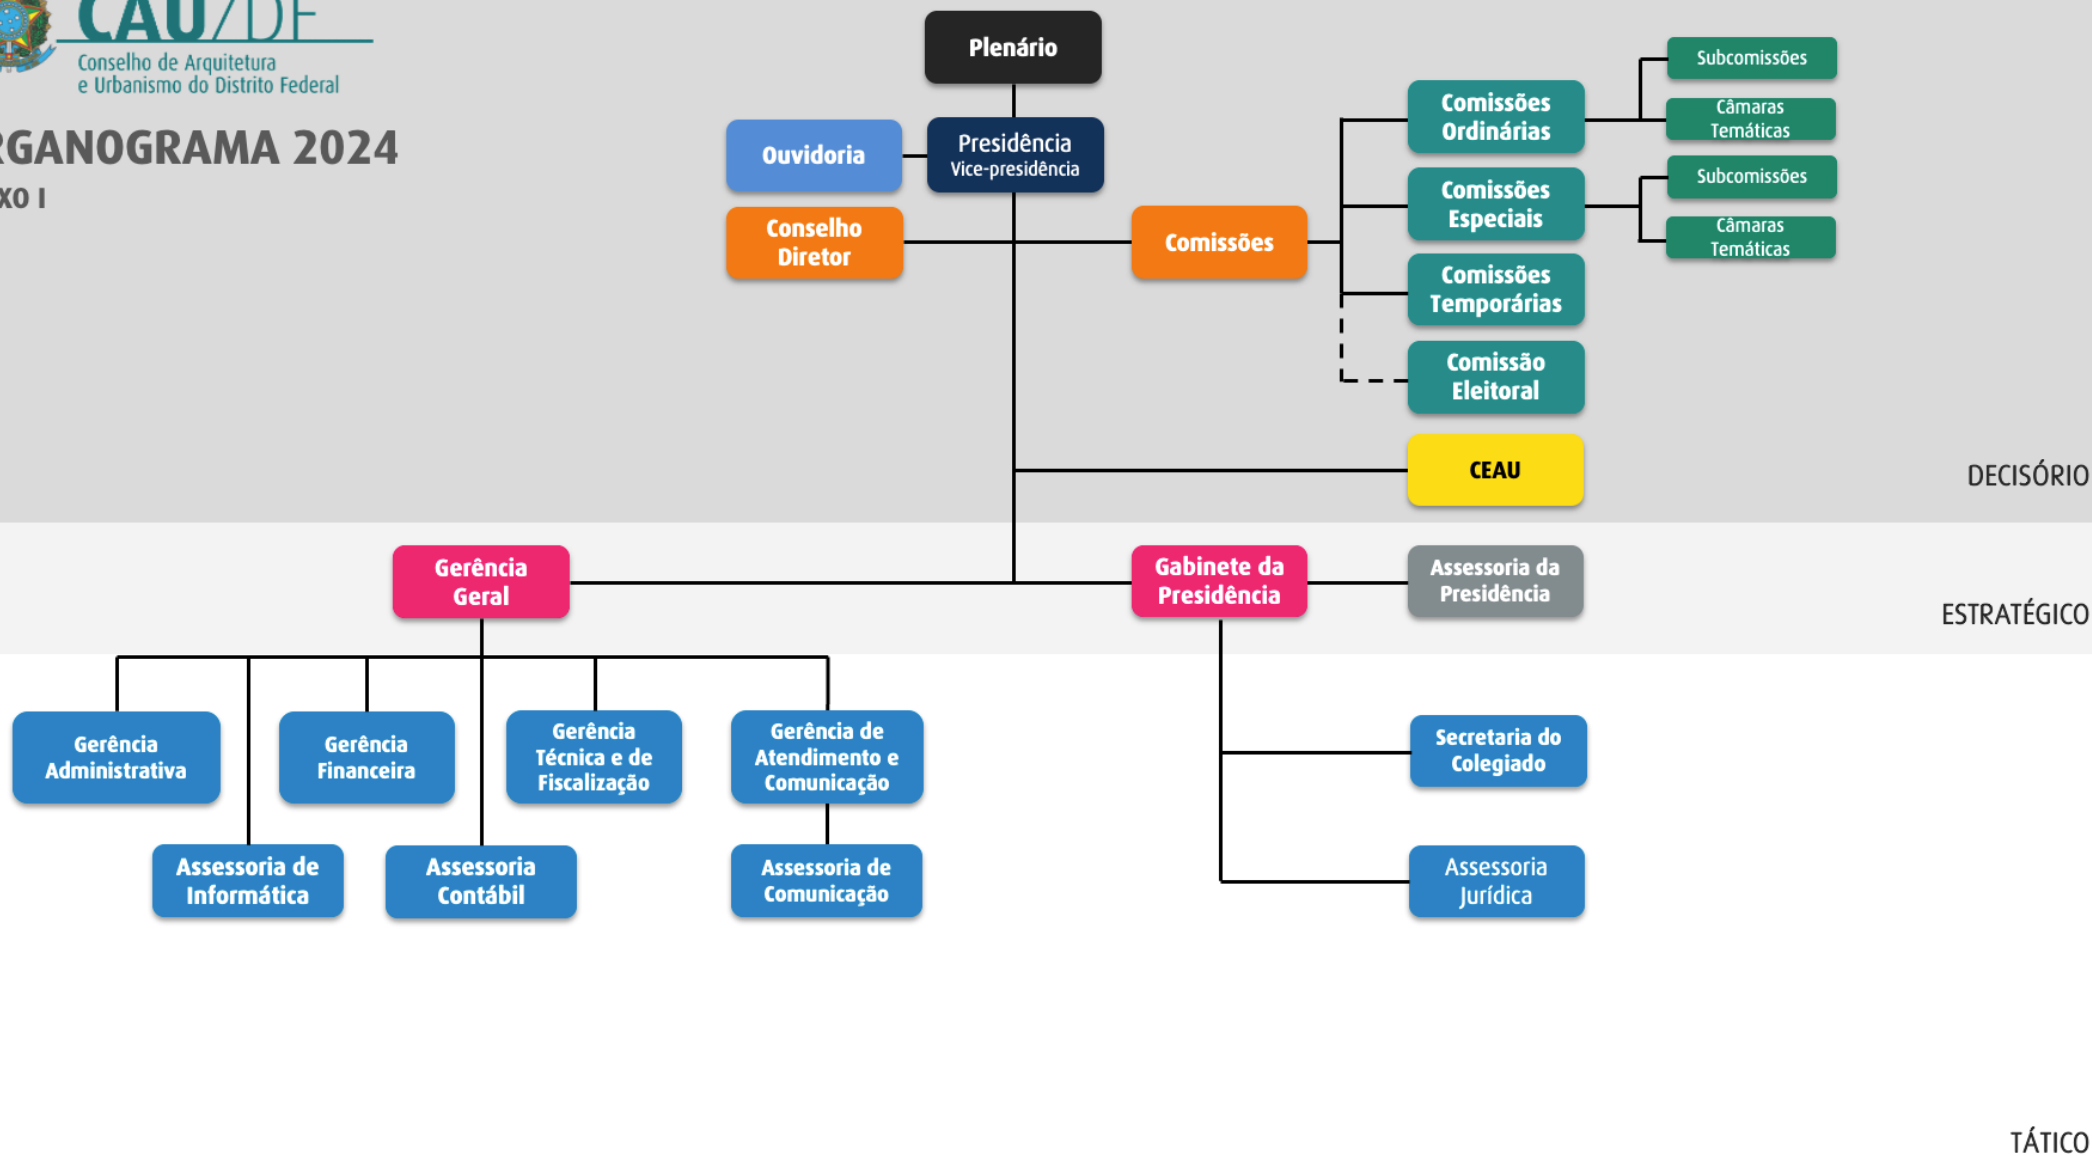 CAU/DF
Conselho de Arquitetura
e Urbanismo do Distrito Federal
RGANOGRAMA 2024
XO I
Plenário
Ouvidoria
Presidência
Vice-presidência
Conselho
Diretor
Comissões
Comissões
Ordinárias
Subcomissões
Câmaras
Temáticas
Comissões
Especiais
Subcomissões
Câmaras
Temáticas
Comissões
Temporárias
Comissão
Eleitoral
CEAU
DECISÓRIO
Gerência
Geral
Gabinete da
Presidência
Assessoria da
Presidência
ESTRATÉGICO
Gerência
Administrativa
Gerência
Financeira
Gerência
Técnica e de
Fiscalização
Gerência de
Atendimento e
Comunicação
Secretaria do
Colegiado
Assessoria de
Informática
Assessoria
Contábil
Assessoria de
Comunicação
Assessoria
Jurídica
TÁTICO